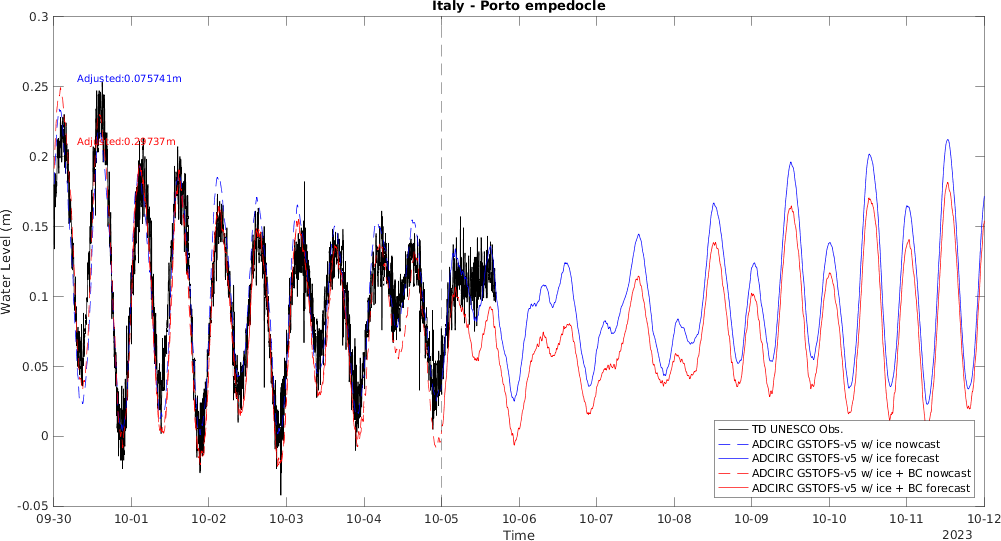 Italy - Porto empedocle
0.3
0.25
0.2
0.15
0.1
0.05
0
-0.05
Water Level (m)
Adjusted:0.075741m
Adjusted:0.29737m
TD UNESCO Obs.
ADCIRC GSTOFS-v5 w/ ice nowcast
ADCIRC GSTOFS-v5 w/ ice forecast
ADCIRC GSTOFS-v5 w/ ice + BC nowcast
ADCIRC GSTOFS-v5 w/ ice + BC forecast
09-30 10-01 10-02 10-03 10-04 10-05 10-06 10-07 10-08 10-09 10-10 10-11 10-12
Time
2023